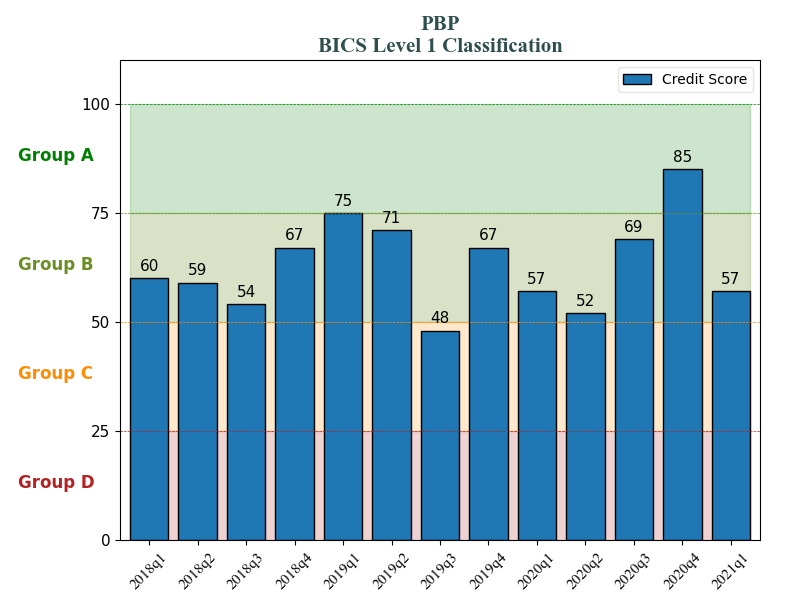 PBP
BICS Level 1 Classification
Credit Score
100
75
50
25
0
Group A
Group B
Group C
Group D
60
59
54
67
75
71
48
67
57
52
69
85
57
2018q1
2018q2
2018q3
2018q4
2019q1
2019q2
2019q3
2019q4
2020q1
2020q2
2020q3
2020q4
2021q1